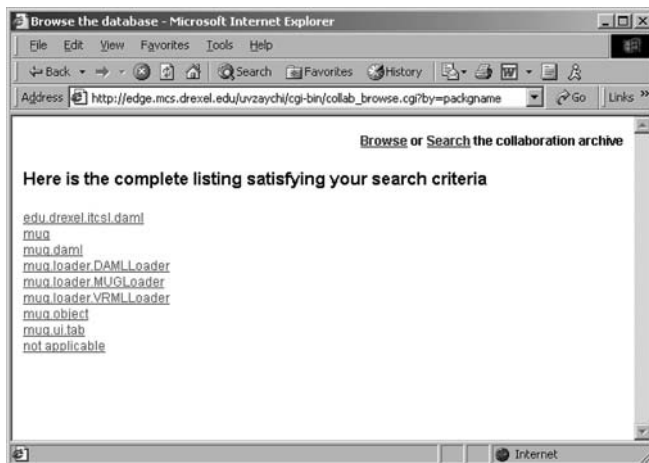 Browse the database - Microsoft Internet Explorer
File Edit View Favorites Tools Help
Back Search Favorites History
Address http://edge.mcs.drexel.edu/uvzaychi/cgi-bin/collab_browse.cgi?by=packgname Go Links »
Browse or Search the collaboration archive
Here is the complete listing satisfying your search criteria
edu.drexel.itcsl.daml
mug
mug.daml
mug.loader.DAMLLoader
mug.loader.MUGLoader
mug.loader.VRMLLoader
mug.object
mug.ui.tab
not applicable
Internet